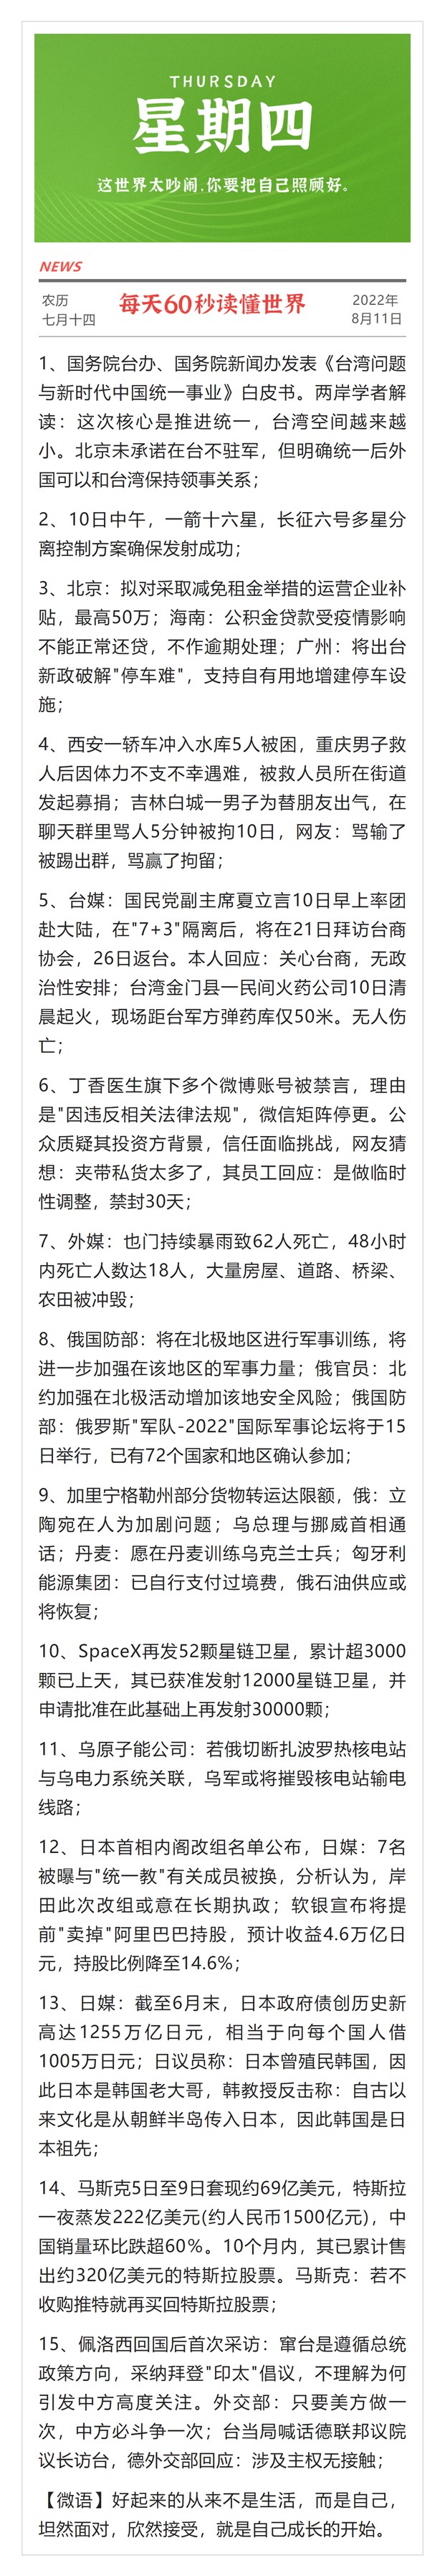 THURSDAY
星期四
这世界太吵闹,你要把自己照顾好。
NEWS
农历
七月十四
每天60秒读懂世界
2022年
8月11日
1、国务院台办、国务院新闻办发表《台湾问题
与新时代中国统一事业》白皮书。两岸学者解
读：这次核心是推进统一，台湾空间越来越
小。北京未承诺在台不驻军，但明确统一后外
国可以和台湾保持领事关系；
2、10日中午，一箭十六星，长征六号多星分
离控制方案确保发射成功；
3、北京：拟对采取减免租金举措的运营企业补
贴，最高50万；海南：公积金贷款受疫情影响
不能正常还贷，不作逾期处理；广州：将出台
新政破解"停车难"，支持自有用地增建停车设
施；
4、西安一轿车冲入水库5人被困，重庆男子救
人后因体力不支不幸遇难，被救人员所在街道
发起募捐；吉林白城一男子为替朋友出气，在
聊天群里骂人5分钟被拘10日，网友：骂输了
被踢出群，骂赢了拘留；
5、台媒：国民党副主席夏立言10日早上率团
赴大陆，在"7+3"隔离后，将在21日拜访台商
协会，26日返台。本人回应：关心台商，无政
治性安排；台湾金门县一民间火药公司10日清
晨起火，现场距台军方弹药库仅50米。无人伤
亡；
6、丁香医生旗下多个微博账号被禁言，理由
是"因违反相关法律法规"，微信矩阵停更。公
众质疑其投资方背景，信任面临挑战，网友猜
想：夹带私货太多了，其员工回应：是做临时
性调整，禁封30天；
7、外媒：也门持续暴雨致62人死亡，48小时
内死亡人数达18人，大量房屋、道路、桥梁、
农田被冲毁；
8、俄国防部：将在北极地区进行军事训练，将
进一步加强在该地区的军事力量；俄官员：北
约加强在北极活动增加该地安全风险；俄国防
部：俄罗斯"军队-2022"国际军事论坛将于15
日举行，已有72个国家和地区确认参加；
9、加里宁格勒州部分货物转运达限额，俄：立
陶宛在人为加剧问题；乌总理与挪威首相通
话；丹麦：愿在丹麦训练乌克兰士兵；匈牙利
能源集团：已自行支付过境费，俄石油供应或
将恢复；
10、SpaceX再发52颗星链卫星，累计超3000
颗已上天，其已获准发射12000星链卫星，并
申请批准在此基础上再发射30000颗；
11、乌原子能公司：若俄切断扎波罗热核电站
与乌电力系统关联，乌军或将摧毁核电站输电
线路；
12、日本首相内阁改组名单公布，日媒：7名
被曝与"统一教"有关成员被换，分析认为，岸
田此次改组或意在长期执政；软银宣布将提
前"卖掉"阿里巴巴持股，预计收益4.6万亿日
元，持股比例降至14.6%；
13、日媒：截至6月末，日本政府债创历史新
高达1255万亿日元，相当于向每个国人借
1005万日元；日议员称：日本曾殖民韩国，因
此日本是韩国老大哥，韩教授反击称：自古以
来文化是从朝鲜半岛传入日本，因此韩国是日
本祖先；
14、马斯克5日至9日套现约69亿美元，特斯拉
一夜蒸发222亿美元(约人民币1500亿元)，中
国销量环比跌超60%。10个月内，其已累计售
出约320亿美元的特斯拉股票。马斯克：若不
收购推特就再买回特斯拉股票；
15、佩洛西回国后首次采访：窜台是遵循总统
政策方向，采纳拜登"印太"倡议，不理解为何
引发中方高度关注。外交部：只要美方做一
次，中方必斗争一次；台当局喊话德联邦议院
议长访台，德外交部回应：涉及主权无接触；
【微语】好起来的从来不是生活，而是自己，
坦然面对，欣然接受，就是自己成长的开始。